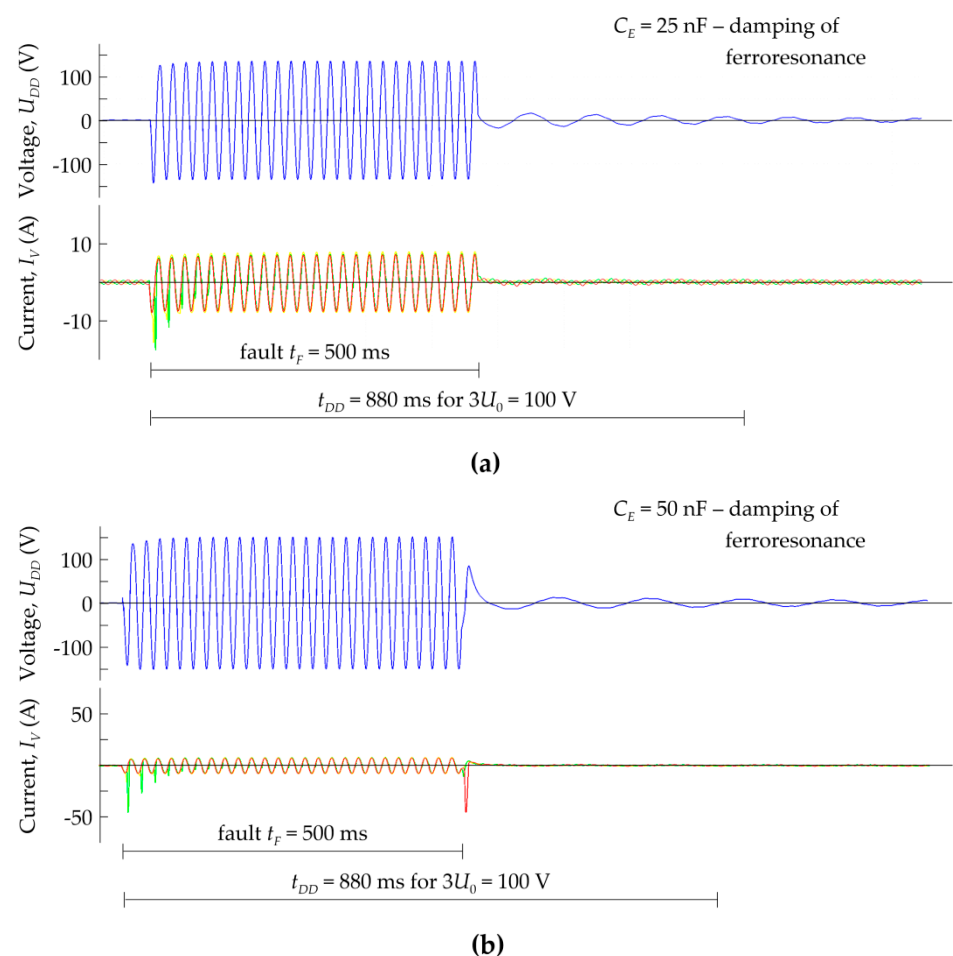 C_E = 25 nF – damping of
ferroresonance
Voltage, U_DD (V)
100
0
-100
Current, I_V (A)
10
0
-10
fault t_F = 500 ms
t_DD = 880 ms for 3U_0 = 100 V
(a)
C_E = 50 nF – damping of
ferroresonance
Voltage, U_DD (V)
100
0
-100
Current, I_V (A)
50
0
-50
fault t_F = 500 ms
t_DD = 880 ms for 3U_0 = 100 V
(b)